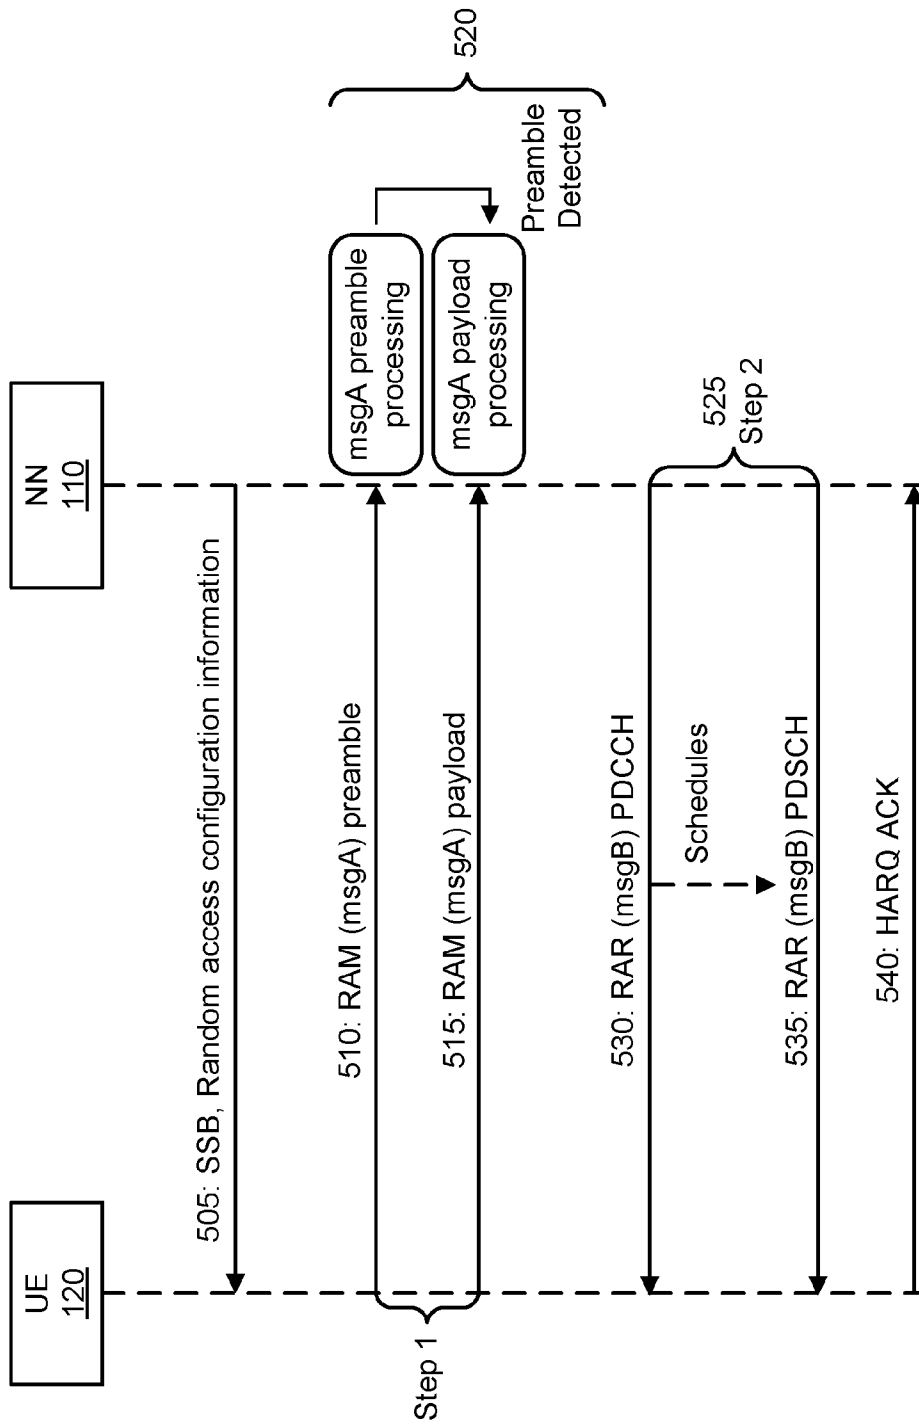 UE
120
NN
110
505: SSB, Random access configuration information
510: RAM (msgA) preamble
Step 1
515: RAM (msgA) payload
msgA preamble
processing
msgA payload
processing
Preamble
Detected
520
530: RAR (msgB) PDCCH
Schedules
525
Step 2
535: RAR (msgB) PDSCH
540: HARQ ACK